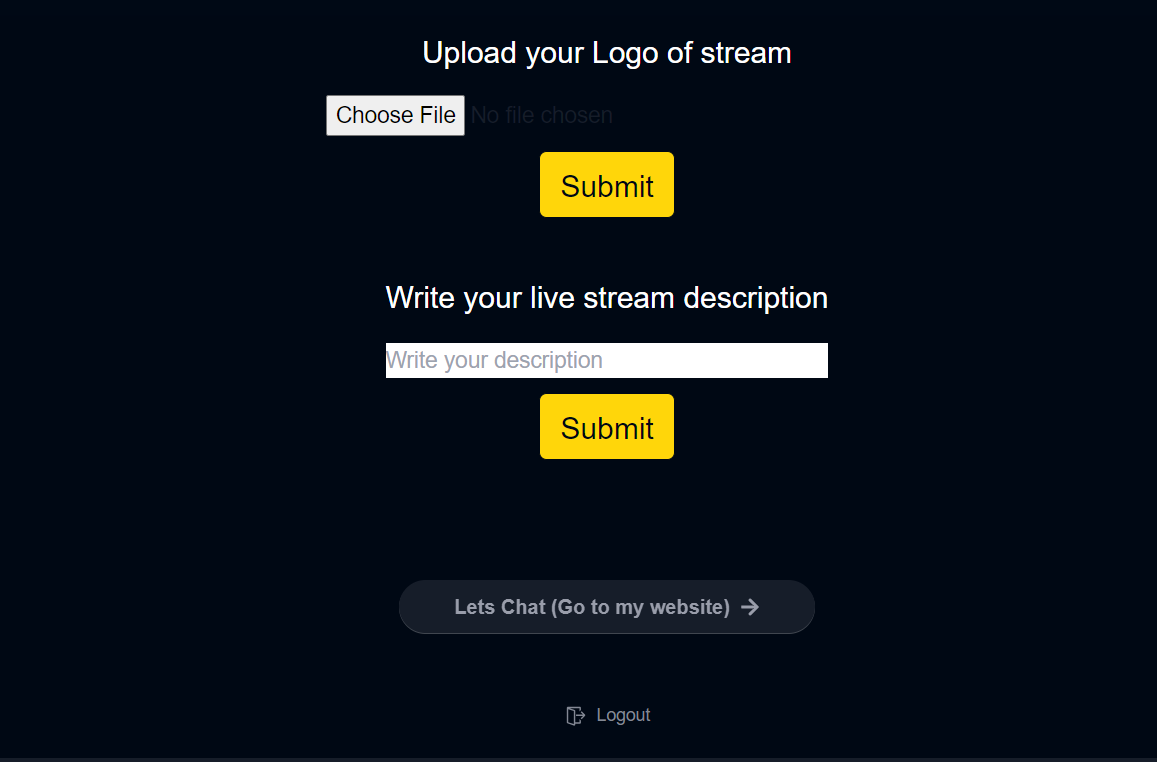 Upload your Logo of stream
Choose File No file chosen
Submit
Write your live stream description
Write your description
Submit
Lets Chat (Go to my website)
Logout